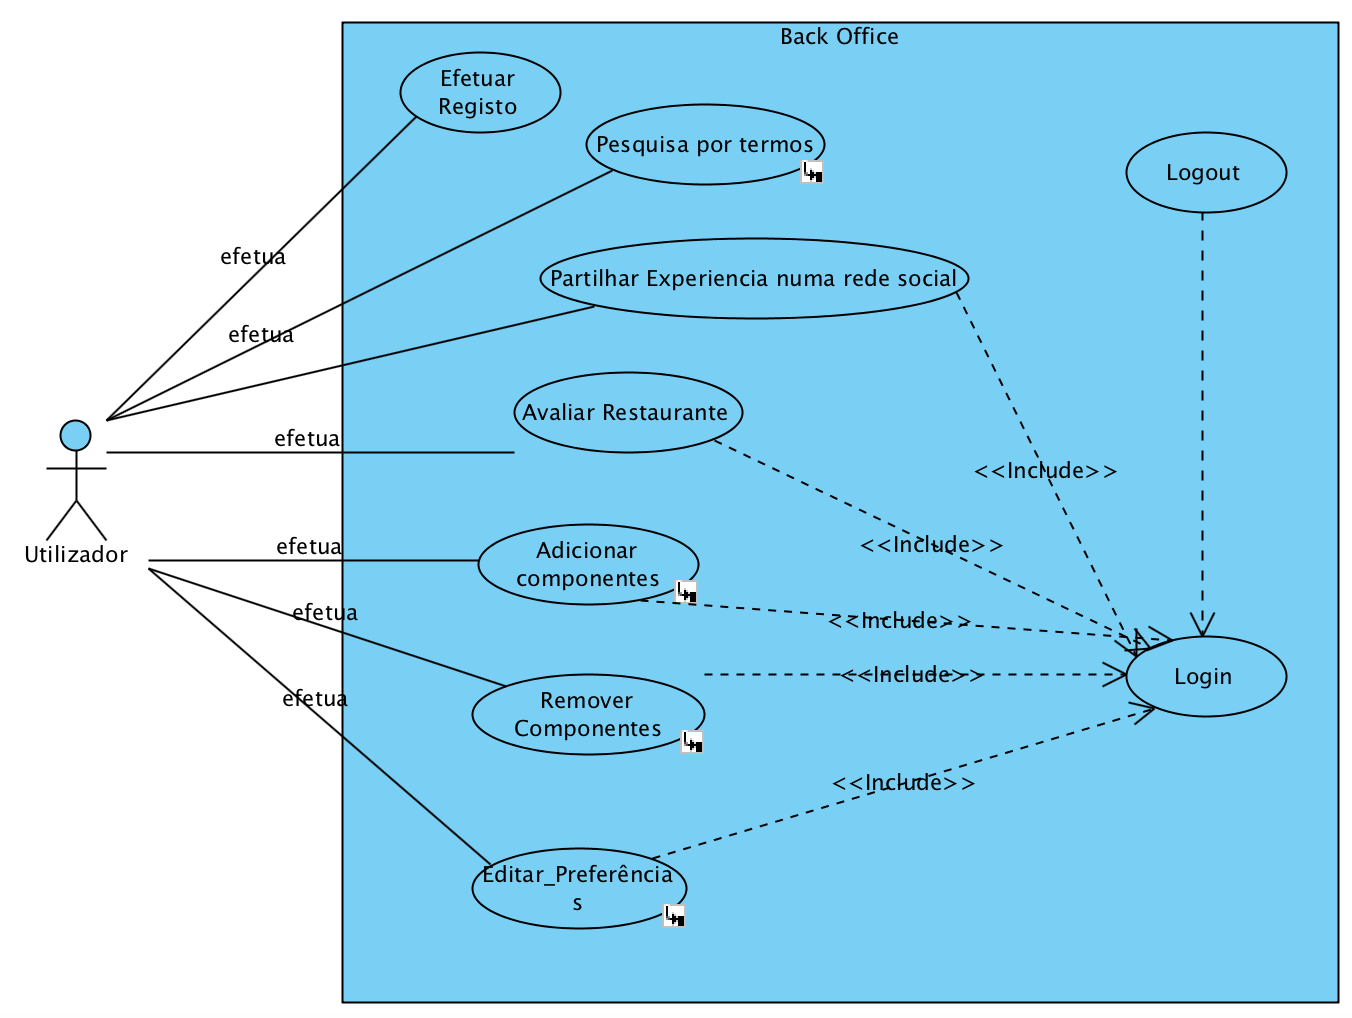 Back Office
Efetuar
Registo
Pesquisa por termos
Logout
efetua
Partilhar Experiencia numa rede social
efetua
Avaliar Restaurante
efetua
<<Include>>
efetua
Adicionar
componentes
<<Include>>
Utilizador
efetua
<<Include>>
<<Include>>
Login
efetua
Remover
Componentes
<<Include>>
Editar_Preferência
s